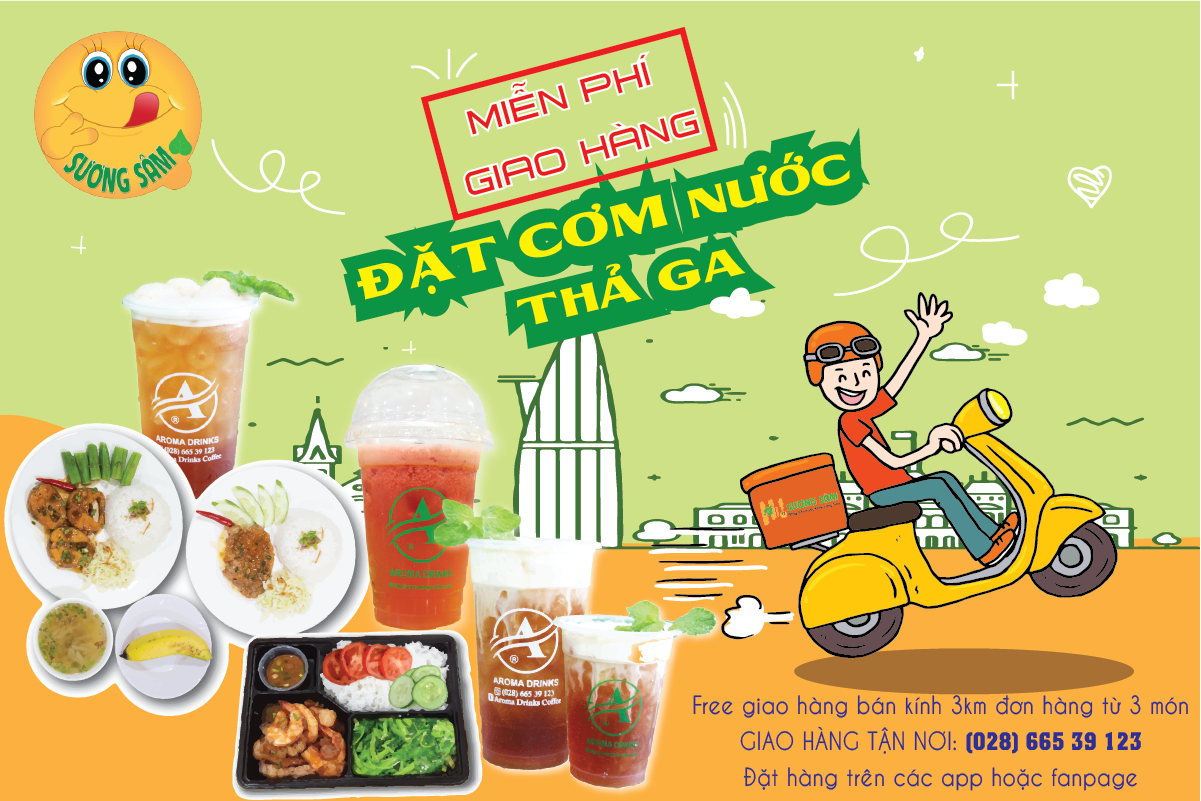 SƯƠNG SÂM
MIỄN PHÍ
GIAO HÀNG
ĐẶT CƠM NƯỚC
THẢ GA
A
®
AROMA DRINKS
(028) 665 39 123
Aroma Drinks Coffee
A
®
AROMA DRINKS
SƯƠNG SÂM
A
®
AROMA DRINKS
(028) 665 39 123
Aroma Drinks Coffee
A
AROMA DRINKS
Free giao hàng bán kính 3km đơn hàng từ 3 món
GIAO HÀNG TẬN NƠI: (028) 665 39 123
Đặt hàng trên các app hoặc fanpage